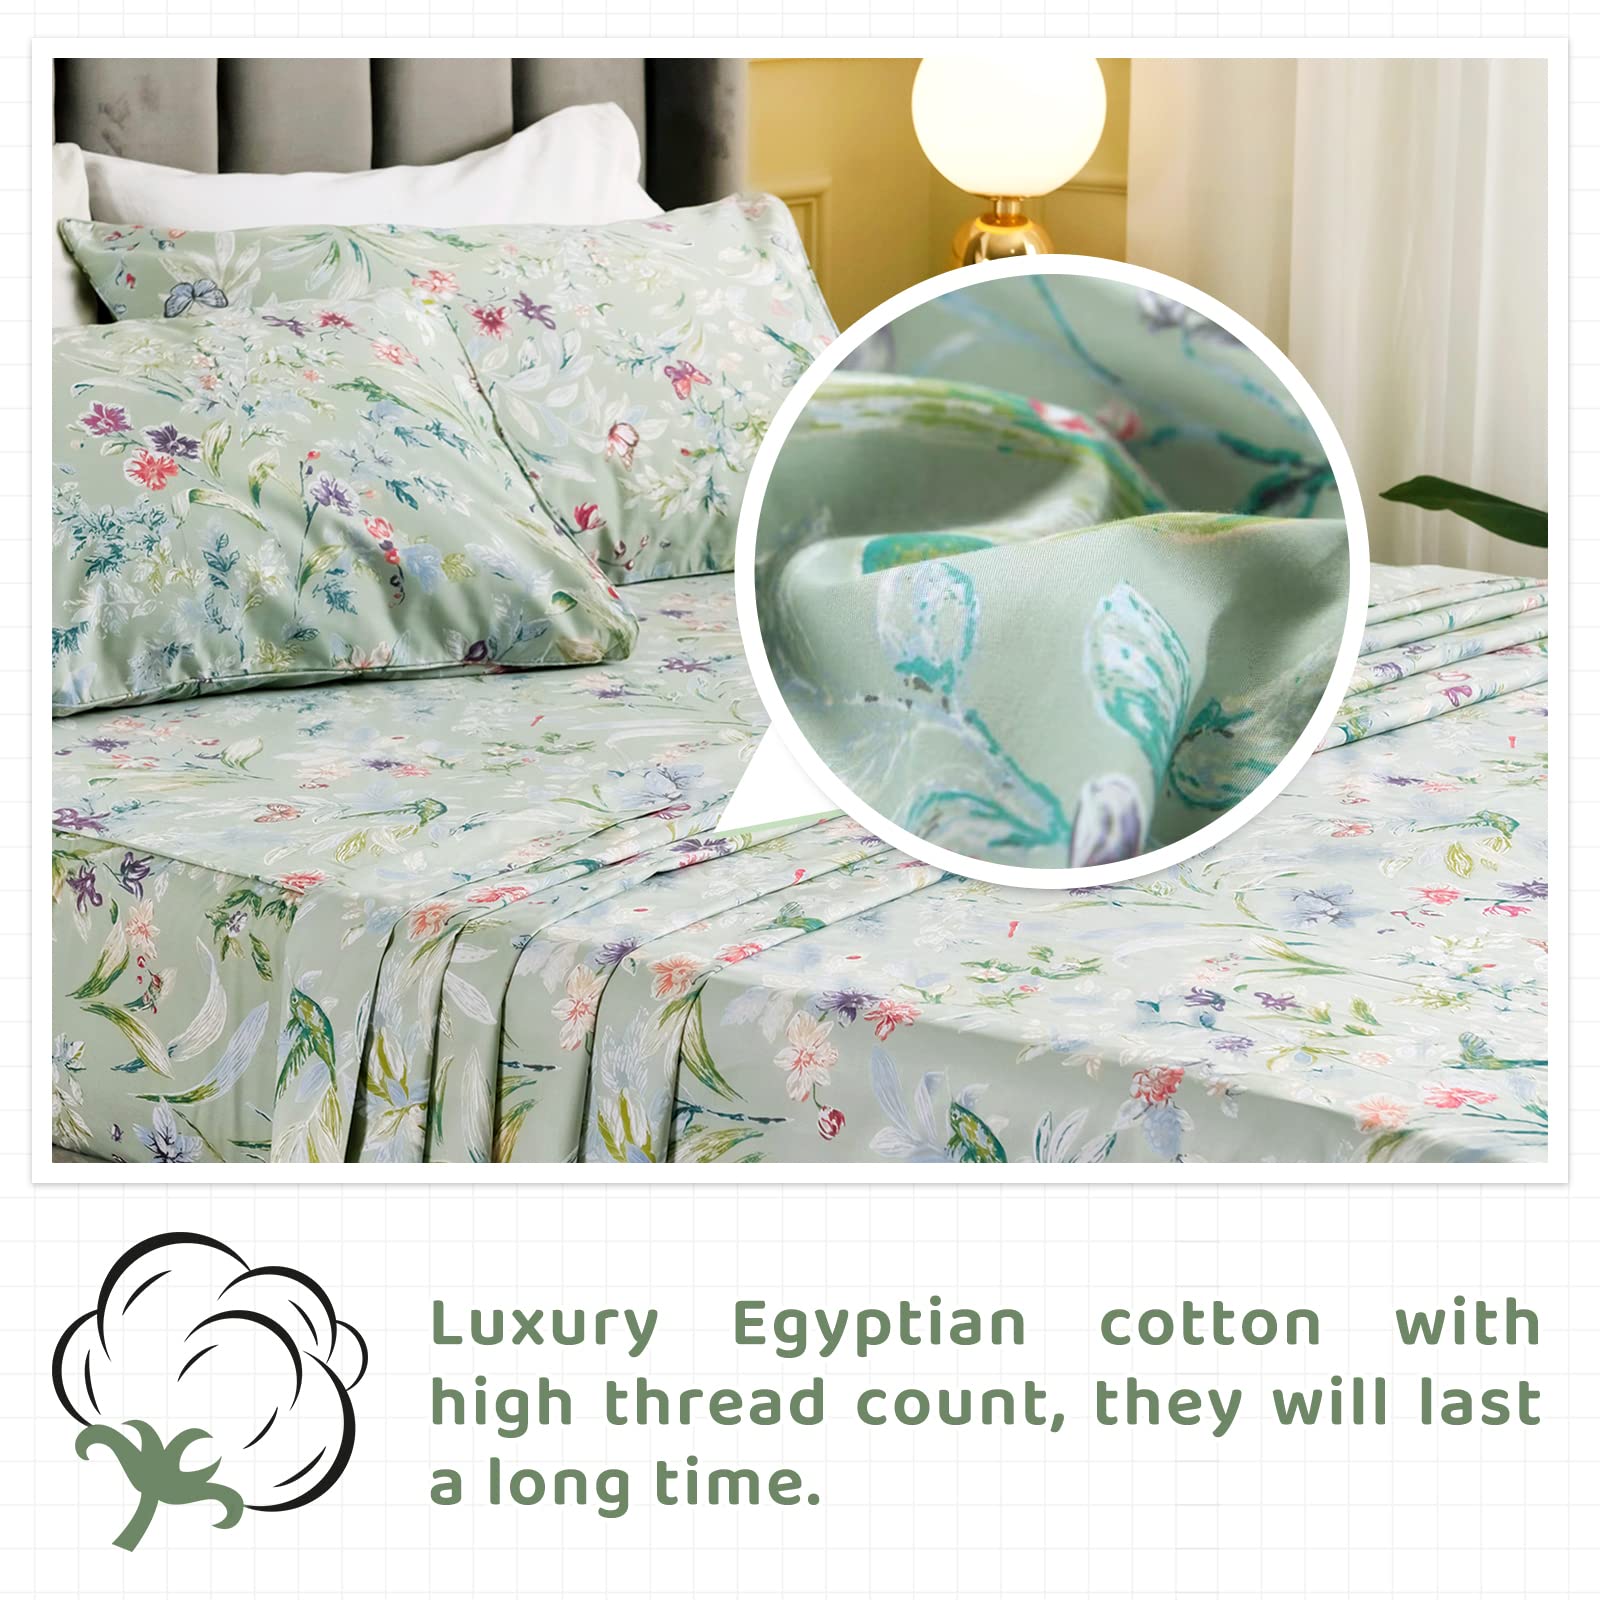 Luxury Egyptian cotton with
high thread count, they will last
a long time.